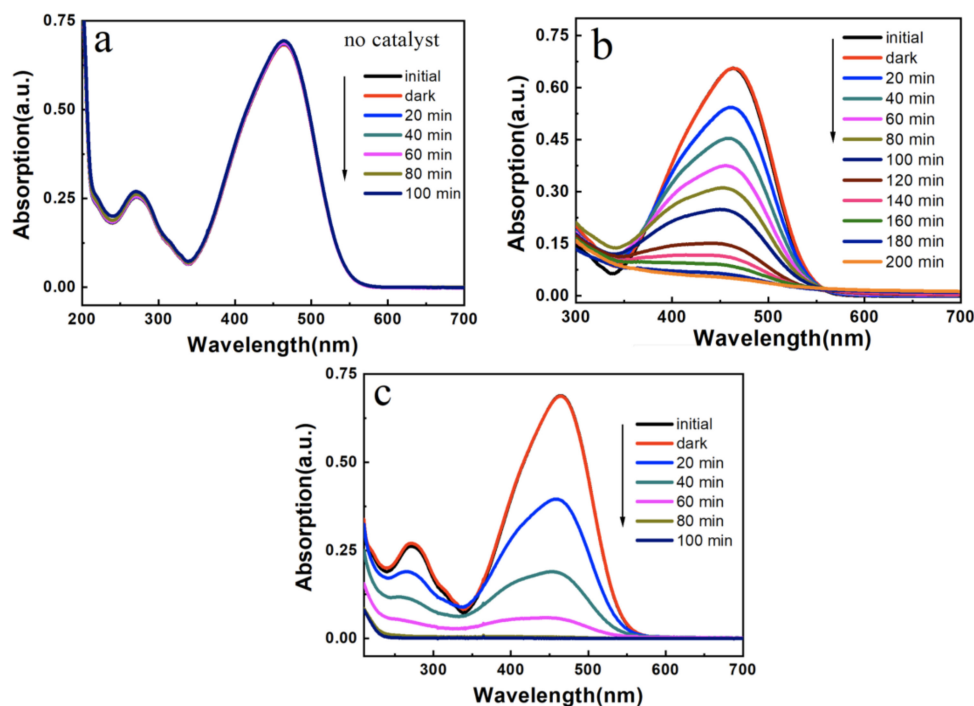 a
no catalyst
initial
dark
20 min
40 min
60 min
80 min
100 min
0.75
0.50
0.25
0.00
Absorption(a.u.)
200 300 400 500 600 700
Wavelength(nm)
b
initial
dark
20 min
40 min
60 min
80 min
100 min
120 min
140 min
160 min
180 min
200 min
0.75
0.60
0.45
0.30
0.15
0.00
Absorption(a.u.)
300 400 500 600 700
Wavelength(nm)
c
initial
dark
20 min
40 min
60 min
80 min
100 min
0.75
0.50
0.25
0.00
Absorption(a.u.)
300 400 500 600 700
Wavelength(nm)